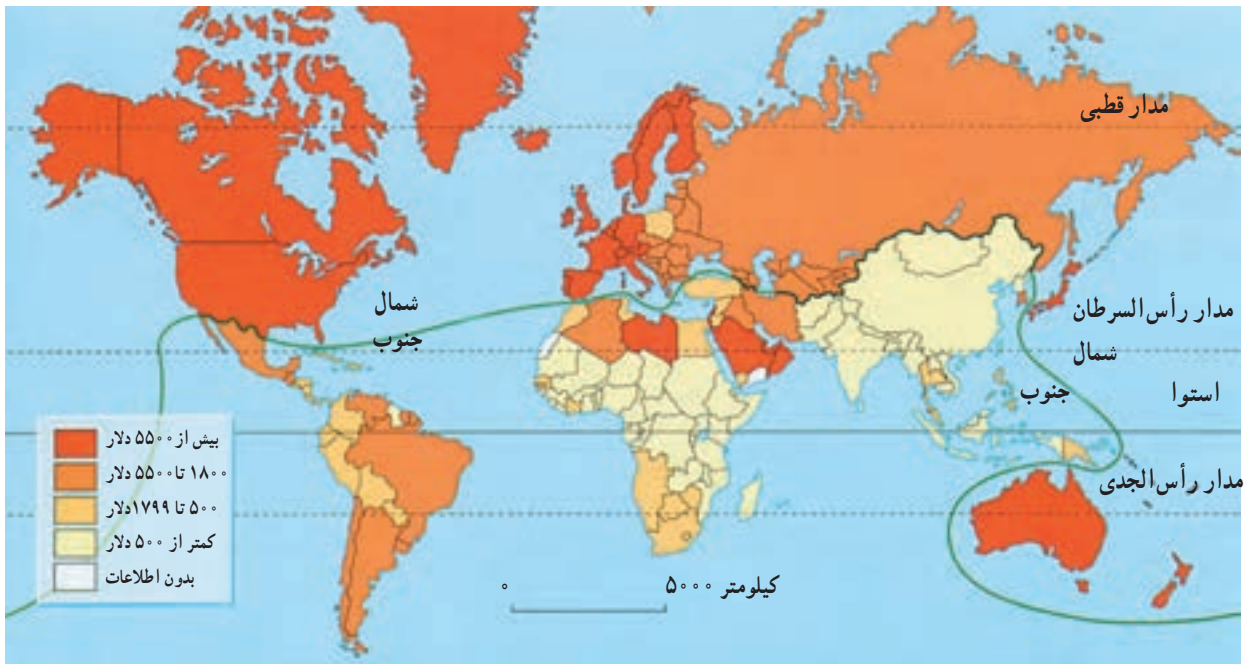 مدار قطبی
شمال
جنوب
مدار رأس السرطان
شمال
جنوب
استوا
مدار رأس الجدی
بیش از ۵۵۰۰ دلار
۱۸۰۰ تا ۵۵۰۰ دلار
۵۰۰ تا ۱۷۹۹ دلار
کمتر از ۵۰۰ دلار
بدون اطلاعات
۰ ۵۰۰۰ کیلومتر